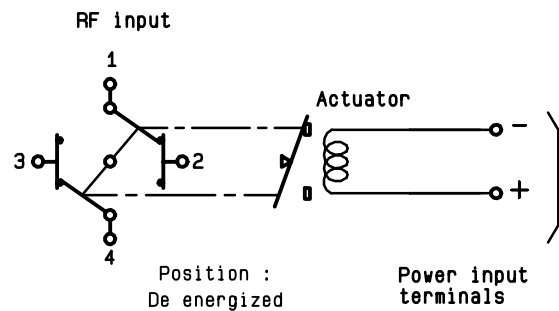 RF input
1
Actuator
−
3
2
+
4
Position :
De energized
Power input
terminals